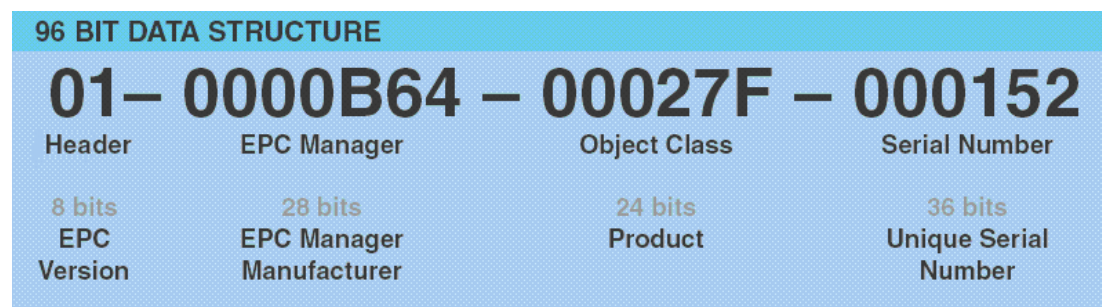 96 BIT DATA STRUCTURE
01– 0000B64 – 00027F – 000152
Header EPC Manager Object Class Serial Number
8 bits 28 bits 24 bits 36 bits
EPC EPC Manager Product Unique Serial
Version Manufacturer Number